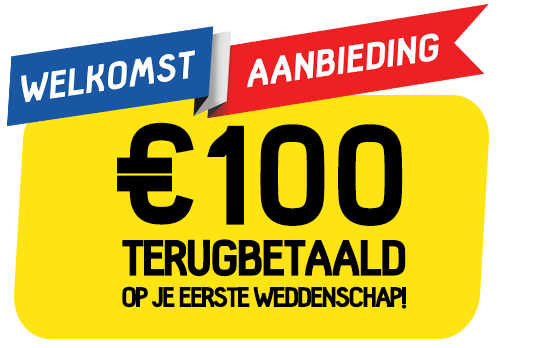 WELKOMST AANBIEDING
€100
TERUGBETAALD
OP JE EERSTE WEDDENSCHAP!